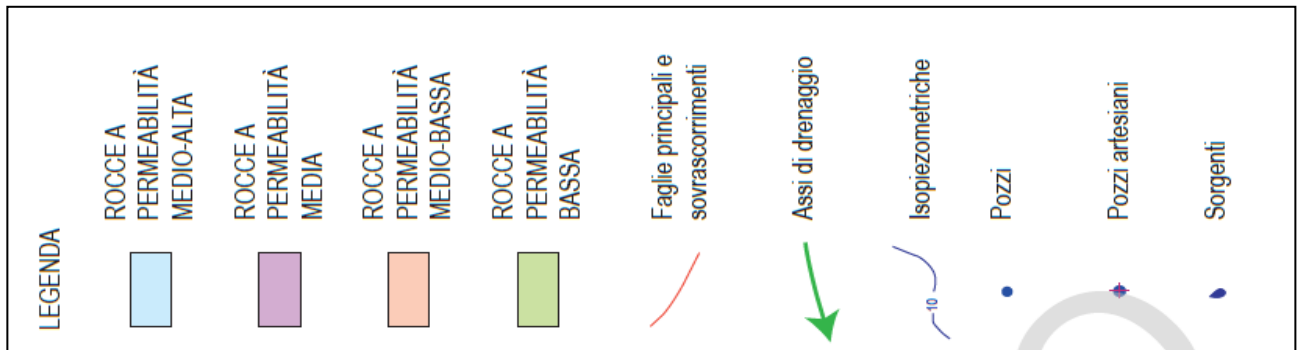 LEGENDA
ROCCE A
PERMEABILITÀ
MEDIO-ALTA
ROCCE A
PERMEABILITÀ
MEDIA
ROCCE A
PERMEABILITÀ
MEDIO-BASSA
ROCCE A
PERMEABILITÀ
BASSA
Faglie principali e
sovrascorrimenti
Assi di drenaggio
10
Isopiezometriche
Pozzi
Pozzi artesiani
Sorgenti